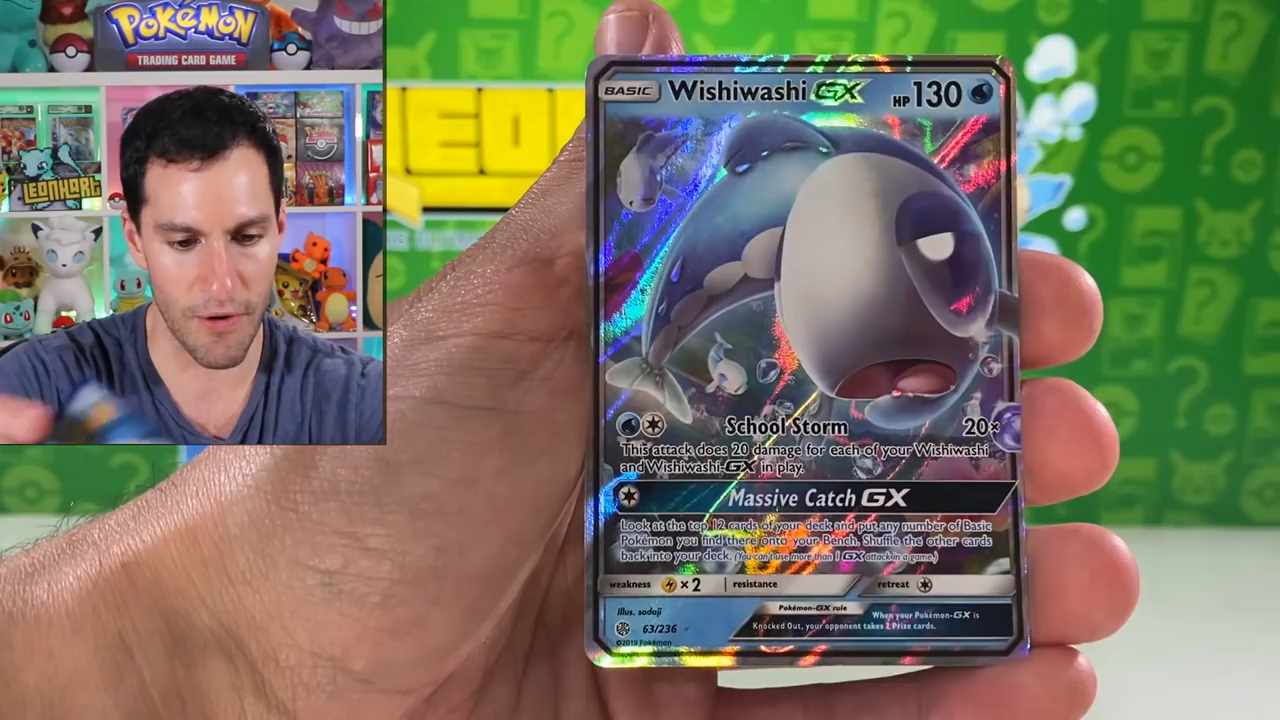 Pokémon
TRADING CARD GAME
LEONHART
BASIC Wishiwashi GX HP 130
School Storm 20×
This attack does 20 damage for each of your Wishiwashi
and Wishiwashi-GX in play.
Massive Catch GX
Look at the top 12 cards of your deck and put any number of Basic
Pokémon you find there onto your Bench. Shuffle the other cards
back into your deck. (You can't use more than 1 GX attack in a game.)
weakness ×2 resistance retreat
Illus. sadaji
Pokémon-GX rule
When your Pokémon-GX is
Knocked Out, your opponent takes 2 Prize cards.
63/236
©2019 Pokémon